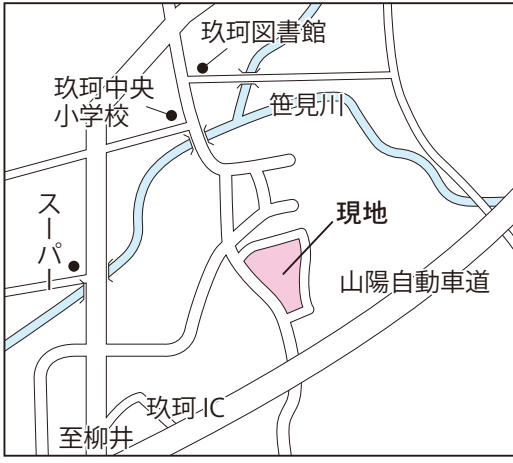 玖珂図書館
玖珂中央
小学校
笹見川
スーパー
現地
山陽自動車道
玖珂IC
至柳井